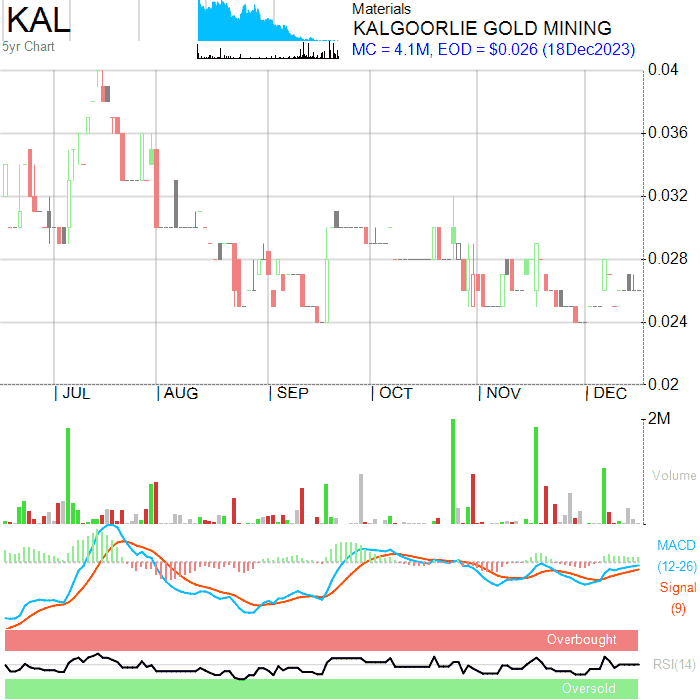 KAL
5yr Chart
Materials
KALGOORLIE GOLD MINING
MC = 4.1M, EOD = $0.026 (18Dec2023)
0.04
0.036
0.032
0.028
0.024
0.02
JUL AUG SEP OCT NOV DEC
2M
Volume
MACD
(12-26)
Signal
(9)
Overbought
RSI(14)
Oversold